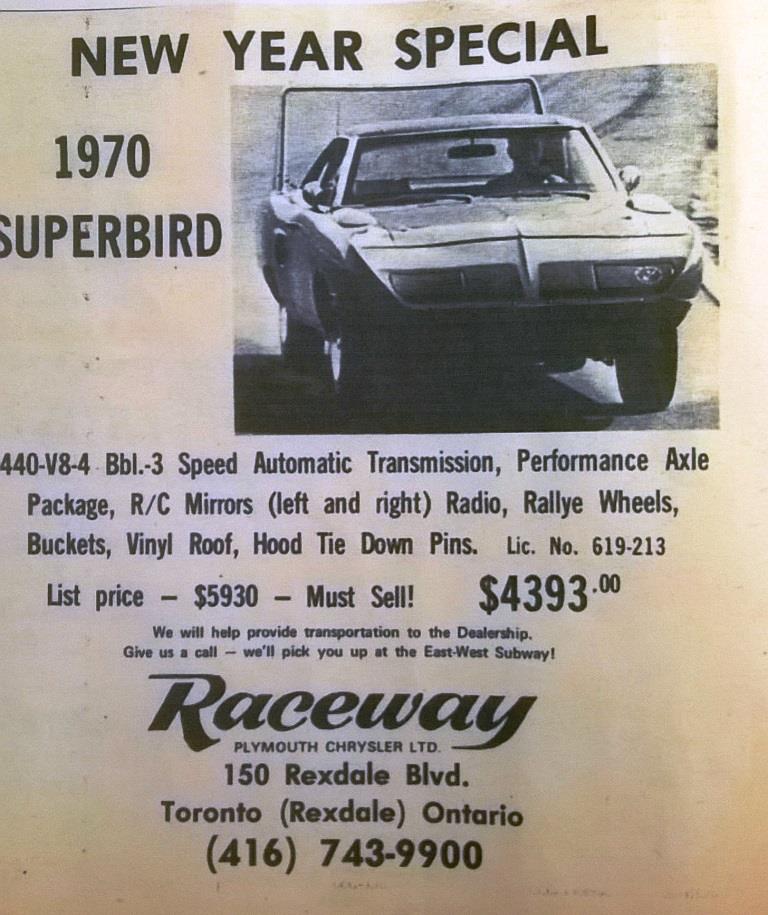 NEW YEAR SPECIAL
1970
SUPERBIRD
440-V8-4 Bbl.-3 Speed Automatic Transmission, Performance Axle
Package, R/C Mirrors (left and right) Radio, Rallye Wheels,
Buckets, Vinyl Roof, Hood Tie Down Pins. Lic. No. 619-213
List price – $5930 – Must Sell! $4393.00
We will help provide transportation to the Dealership.
Give us a call – we'll pick you up at the East-West Subway!
Raceway
PLYMOUTH CHRYSLER LTD.
150 Rexdale Blvd.
Toronto (Rexdale) Ontario
(416) 743-9900